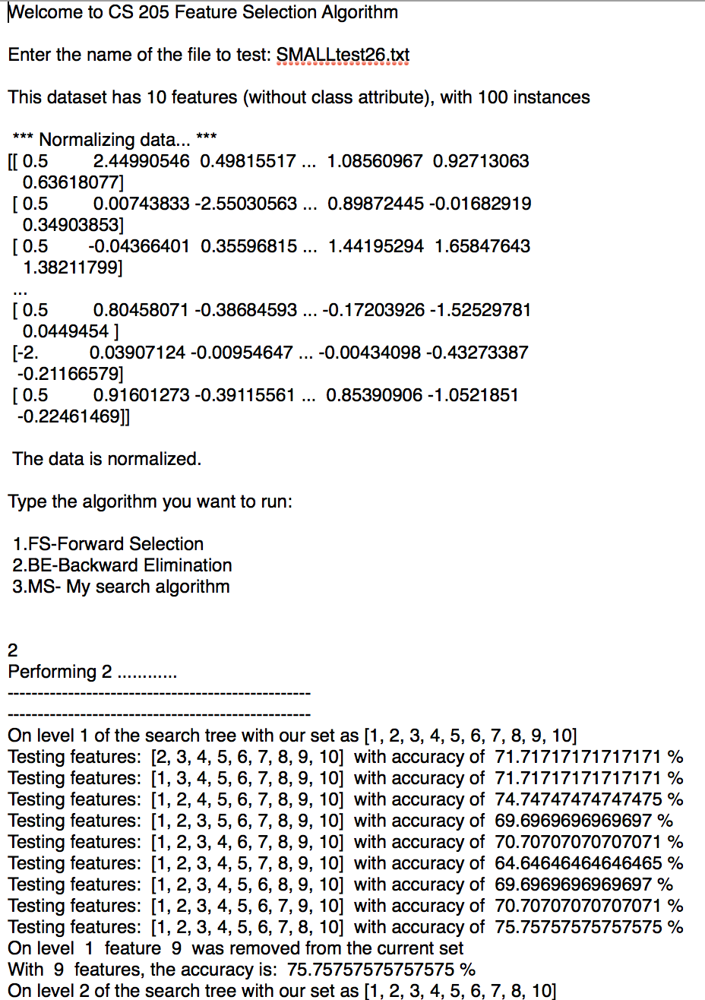 Welcome to CS 205 Feature Selection Algorithm
Enter the name of the file to test: SMALLtest26.txt
This dataset has 10 features (without class attribute), with 100 instances
*** Normalizing data... ***
[[ 0.5 2.44990546 0.49815517 ... 1.08560967 0.92713063
0.63618077]
[ 0.5 0.00743833 -2.55030563 ... 0.89872445 -0.01682919
0.34903853]
[ 0.5 -0.04366401 0.35596815 ... 1.44195294 1.65847643
1.38211799]
...
[ 0.5 0.80458071 -0.38684593 ... -0.17203926 -1.52529781
0.0449454 ]
[-2. 0.03907124 -0.00954647 ... -0.00434098 -0.43273387
-0.21166579]
[ 0.5 0.91601273 -0.39115561 ... 0.85390906 -1.0521851
-0.22461469]]
The data is normalized.
Type the algorithm you want to run:
1.FS-Forward Selection
2.BE-Backward Elimination
3.MS- My search algorithm
2
Performing 2 ............
--------------------------------------------------
--------------------------------------------------
On level 1 of the search tree with our set as [1, 2, 3, 4, 5, 6, 7, 8, 9, 10]
Testing features: [2, 3, 4, 5, 6, 7, 8, 9, 10] with accuracy of 71.71717171717171 %
Testing features: [1, 3, 4, 5, 6, 7, 8, 9, 10] with accuracy of 71.71717171717171 %
Testing features: [1, 2, 4, 5, 6, 7, 8, 9, 10] with accuracy of 74.74747474747475 %
Testing features: [1, 2, 3, 5, 6, 7, 8, 9, 10] with accuracy of 69.6969696969697 %
Testing features: [1, 2, 3, 4, 6, 7, 8, 9, 10] with accuracy of 70.70707070707071 %
Testing features: [1, 2, 3, 4, 5, 7, 8, 9, 10] with accuracy of 64.64646464646465 %
Testing features: [1, 2, 3, 4, 5, 6, 8, 9, 10] with accuracy of 69.6969696969697 %
Testing features: [1, 2, 3, 4, 5, 6, 7, 9, 10] with accuracy of 70.70707070707071 %
Testing features: [1, 2, 3, 4, 5, 6, 7, 8, 10] with accuracy of 75.75757575757575 %
On level 1 feature 9 was removed from the current set
With 9 features, the accuracy is: 75.75757575757575 %
On level 2 of the search tree with our set as [1, 2, 3, 4, 5, 6, 7, 8, 10]